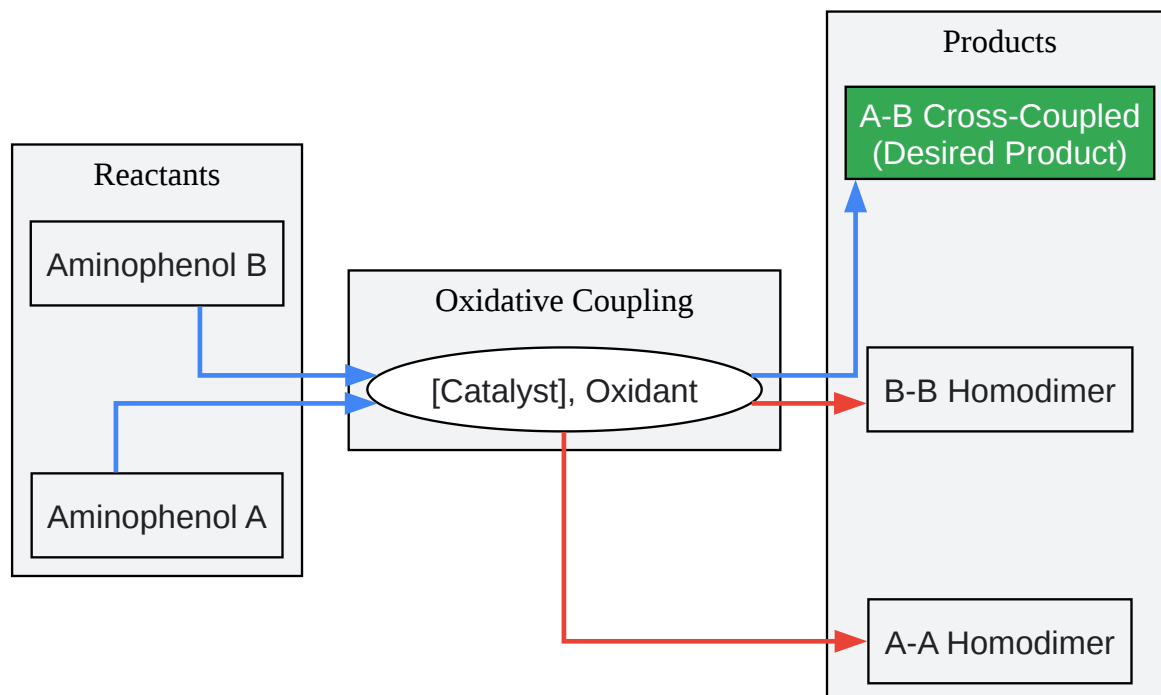 Reactants
Aminophenol B
Aminophenol A
Oxidative Coupling
[Catalyst], Oxidant
Products
A-B Cross-Coupled
(Desired Product)
B-B Homodimer
A-A Homodimer